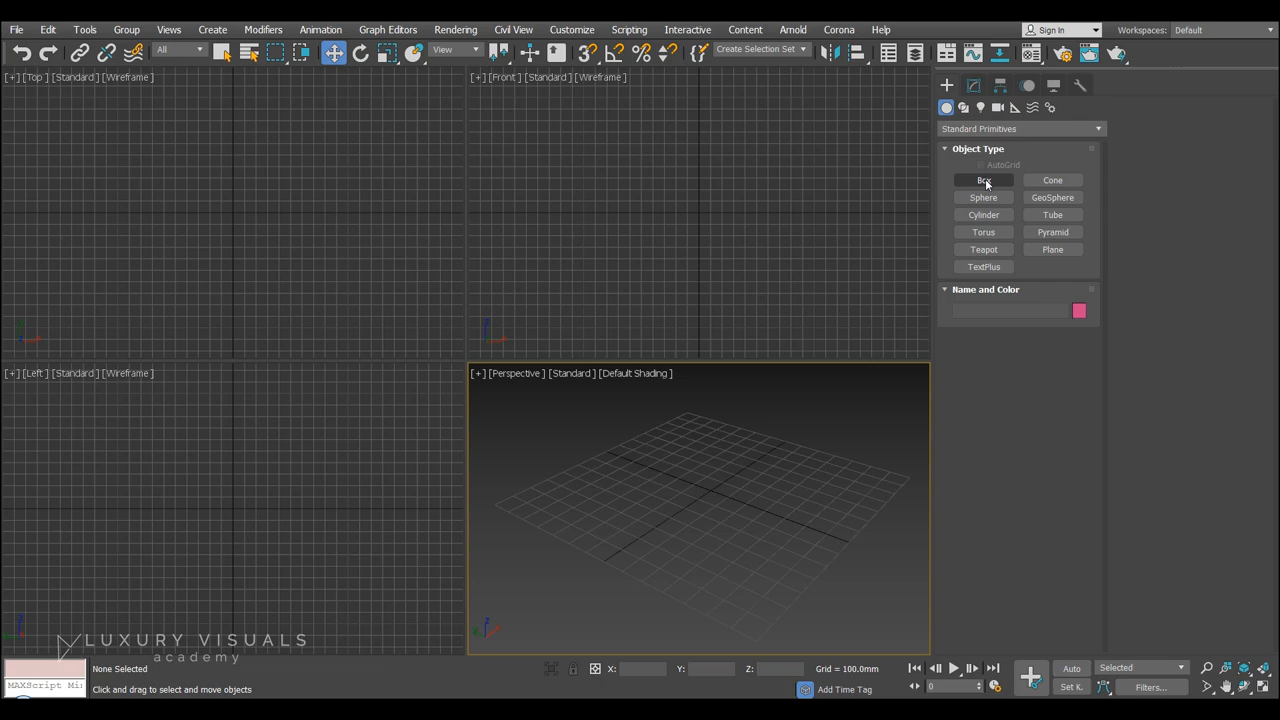 File Edit Tools Group Views Create Modifiers Animation Graph Editors Rendering Civil View Customize Scripting Interactive Content Arnold Corona Help Sign In Workspaces: Default
All View Create Selection Set
[+] [Top ] [Standard ] [Wireframe ]
[+] [Front ] [Standard ] [Wireframe ]
Standard Primitives
Object Type
AutoGrid
Box Cone
Sphere GeoSphere
Cylinder Tube
Torus Pyramid
Teapot Plane
TextPlus
Name and Color
[+] [Left ] [Standard ] [Wireframe ]
[+] [Perspective ] [Standard ] [Default Shading ]
LUXURY VISUALS
academy
None Selected X: Y: Z: Grid = 100.0mm Auto Selected
MAXScript Mi: Click and drag to select and move objects Add Time Tag 0 Set K. Filters...